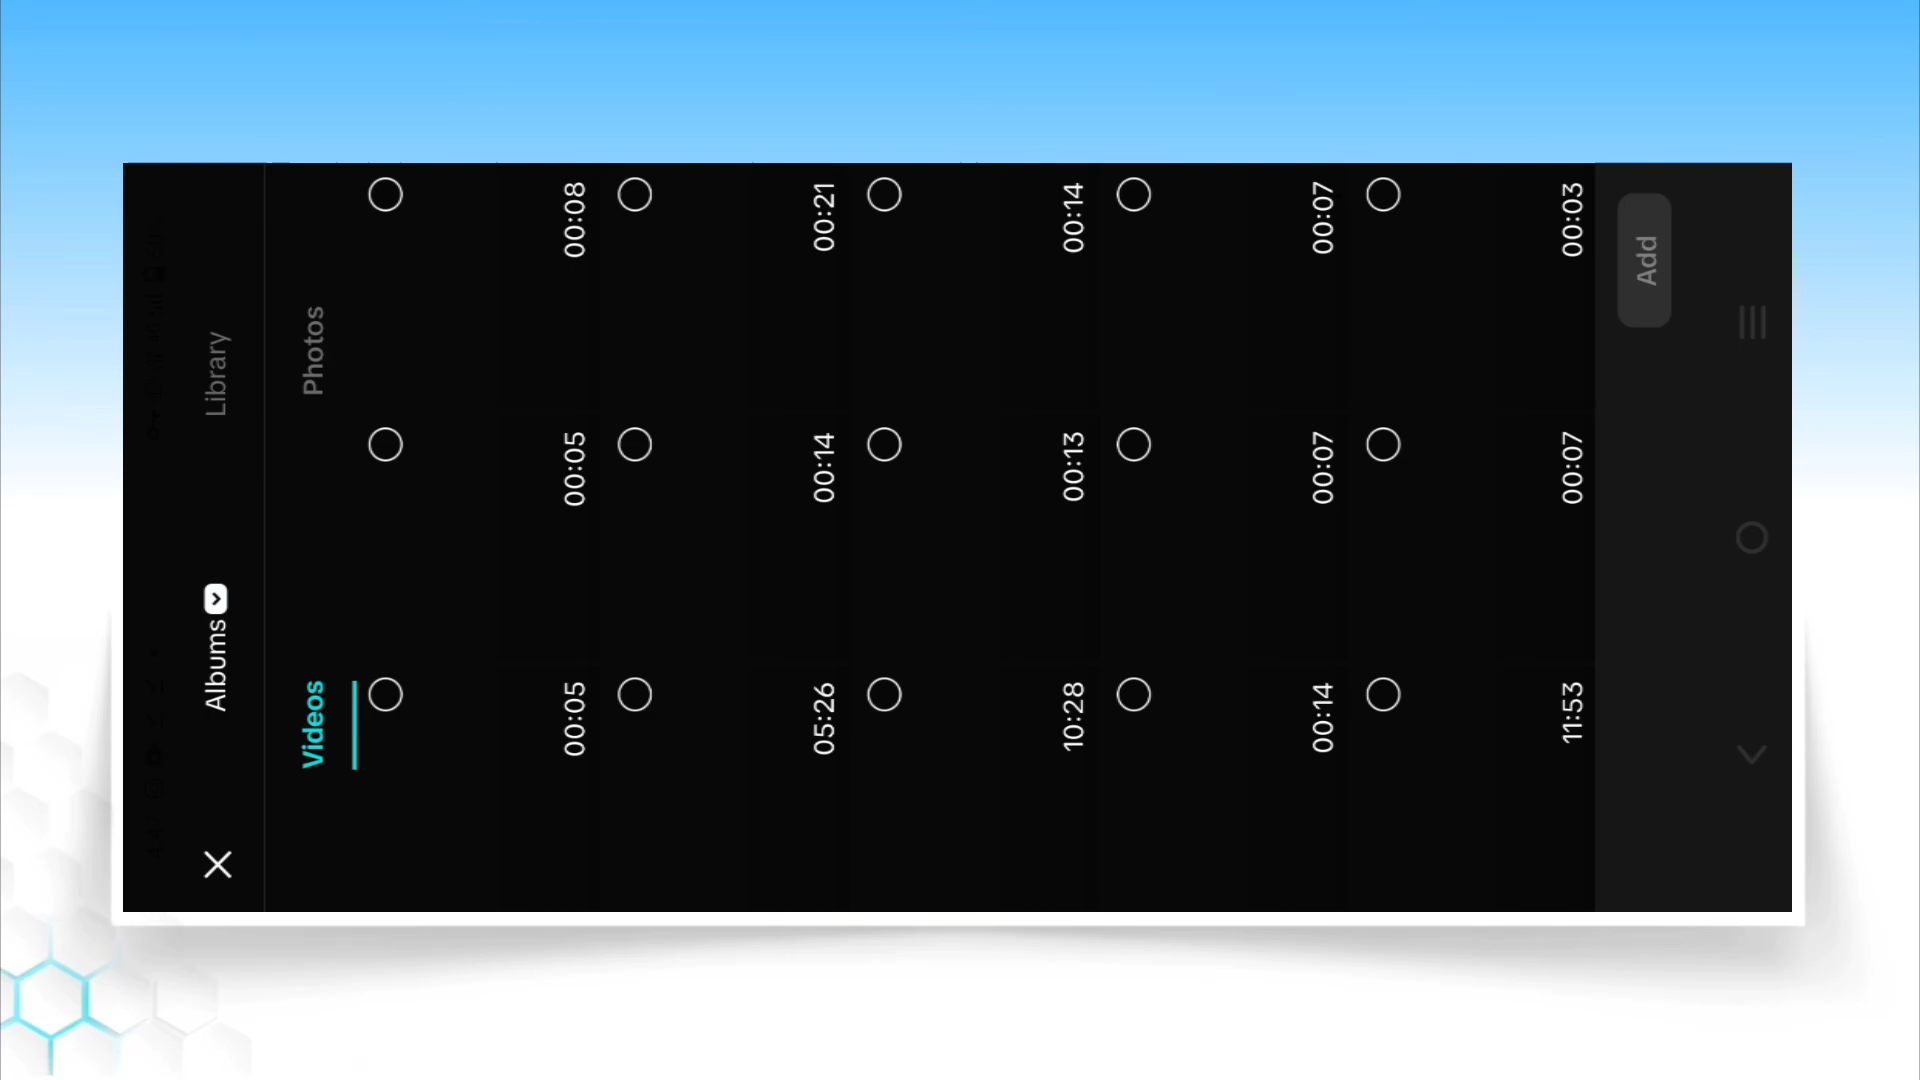 Albums Library
Videos Photos
00:05 00:05 00:08
05:26 00:14 00:21
10:28 00:13 00:14
00:14 00:07 00:07
11:53 00:07 00:03
Add